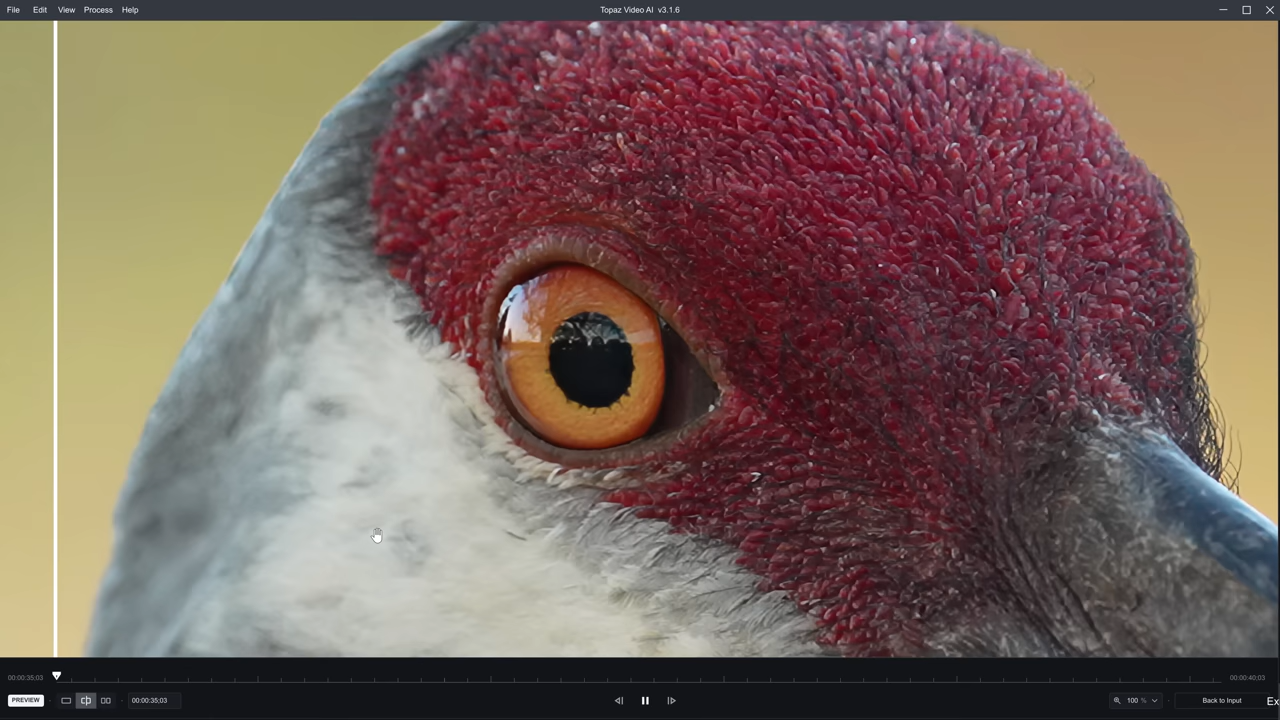 File Edit View Process Help
Topaz Video AI v3.1.6
00:00:35;03
00:00:40;03
PREVIEW
00:00:35;03
100 %
Back to Input
Ex